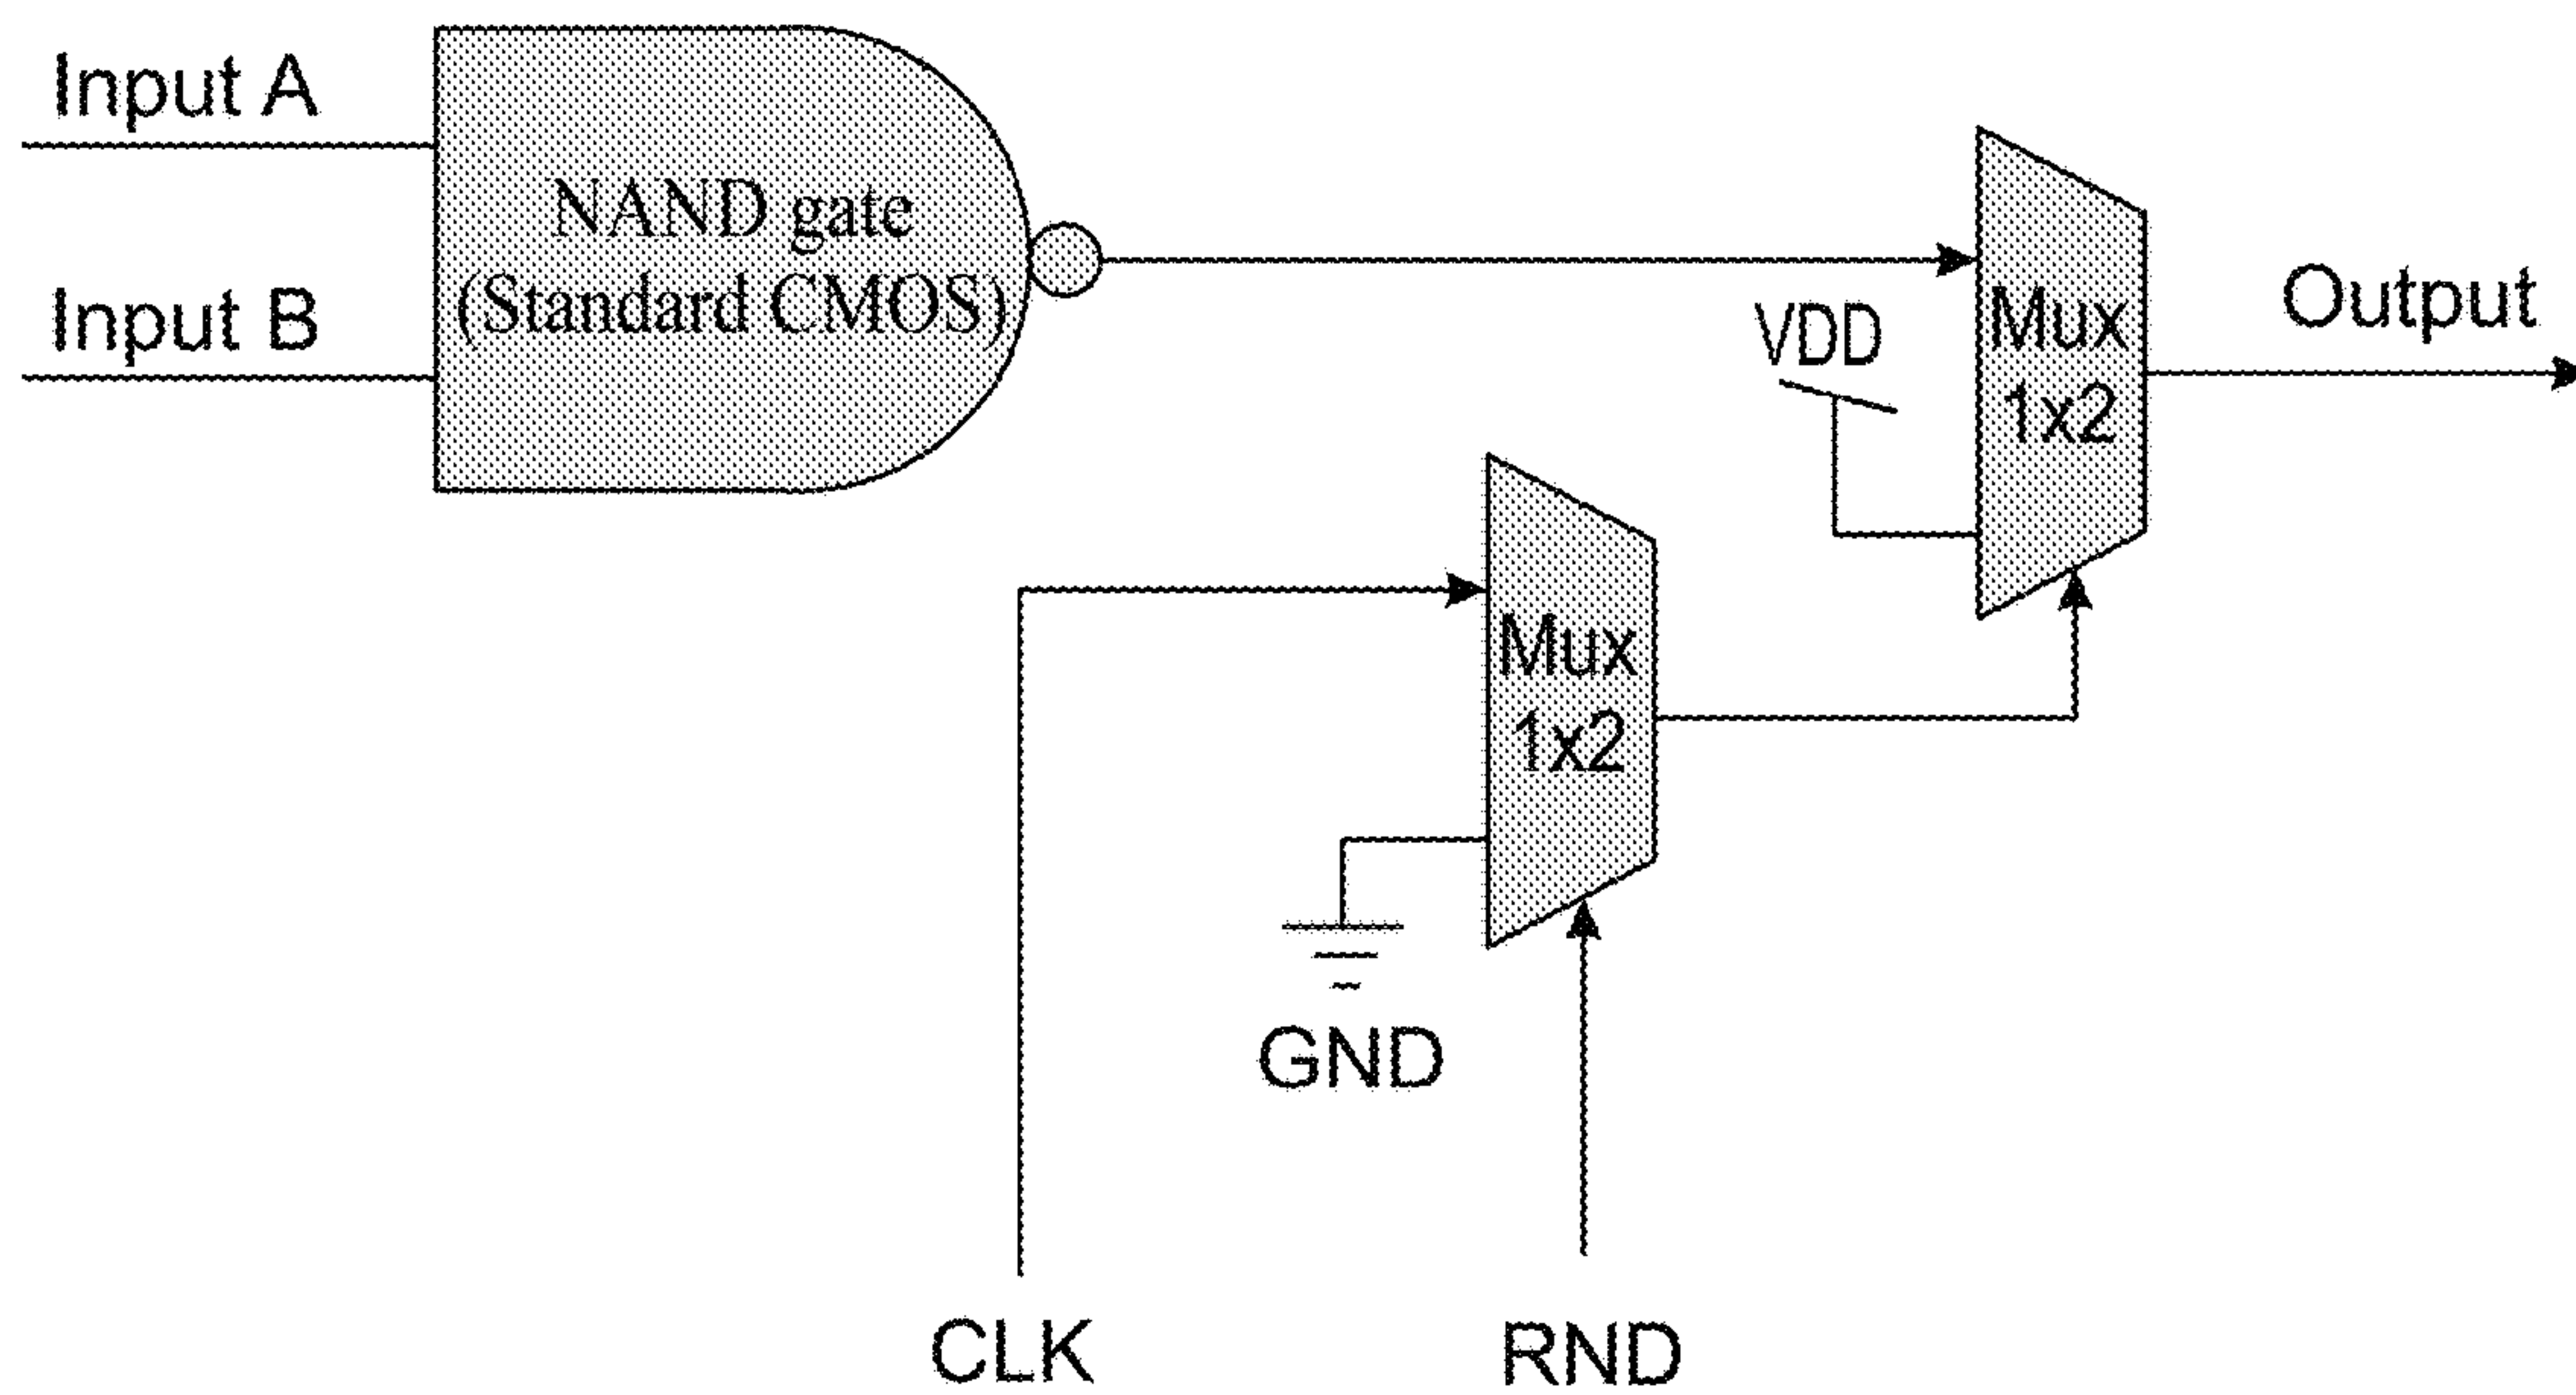 Input A
Input B
NAND gate
(Standard CMOS)
VDD
Mux
1x2
Output
Mux
1x2
GND
CLK
RND